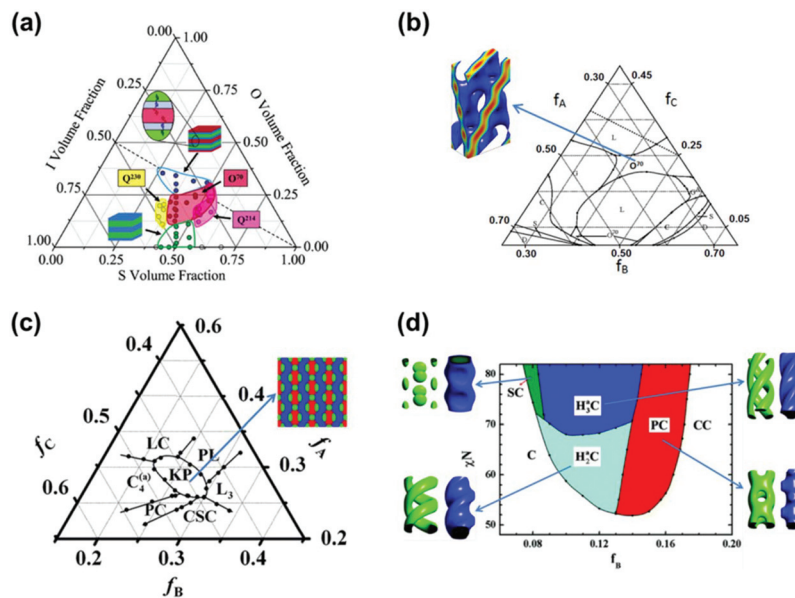 (a)
0.00
1.00
0.25
0.75
I Volume Fraction
O Volume Fraction
0.50
0.50
Q230
O70
0.75
0.25
Q214
1.00
0.00
0.00
0.25
0.50
0.75
1.00
S Volume Fraction
(b)
0.30
0.45
fA
fC
L
0.50
O70
0.25
G
L
C
S
0.70
0.05
C
D
S
0.30
0.50
0.75
fB
(c)
0.6
0.4
0.4
0.5
fC
fA
LC
PL
0.3
C4(a)
KP
L3
0.6
PC
CSC
0.2
0.2
0.3
0.4
fB
(d)
SC
H3aC
70
PC
CC
χN
C
H2aC
60
50
0.08
0.12
0.16
0.20
fB